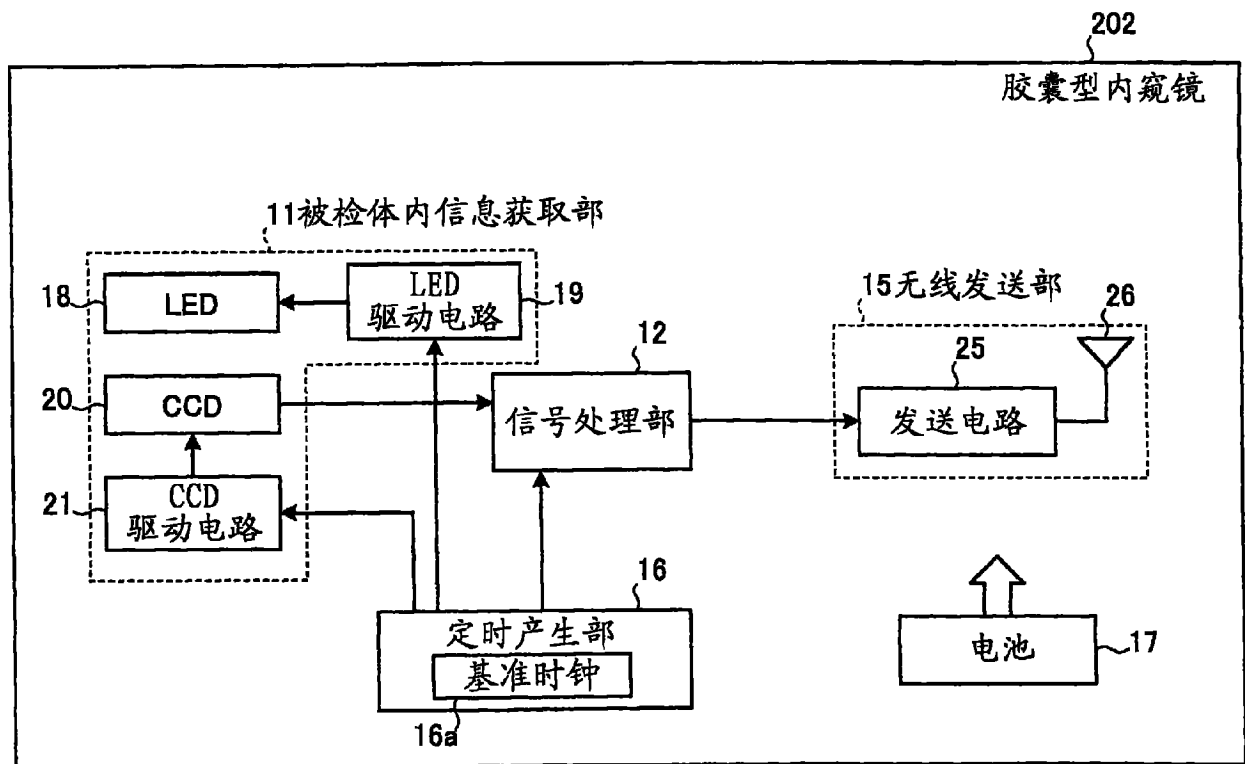 202
胶囊型内窥镜
11被检体内信息获取部
18
LED
LED
驱动电路
19
15无线发送部
26
12
25
20
CCD
信号处理部
发送电路
21
CCD
驱动电路
16
定时产生部
基准时钟
16a
电池
17